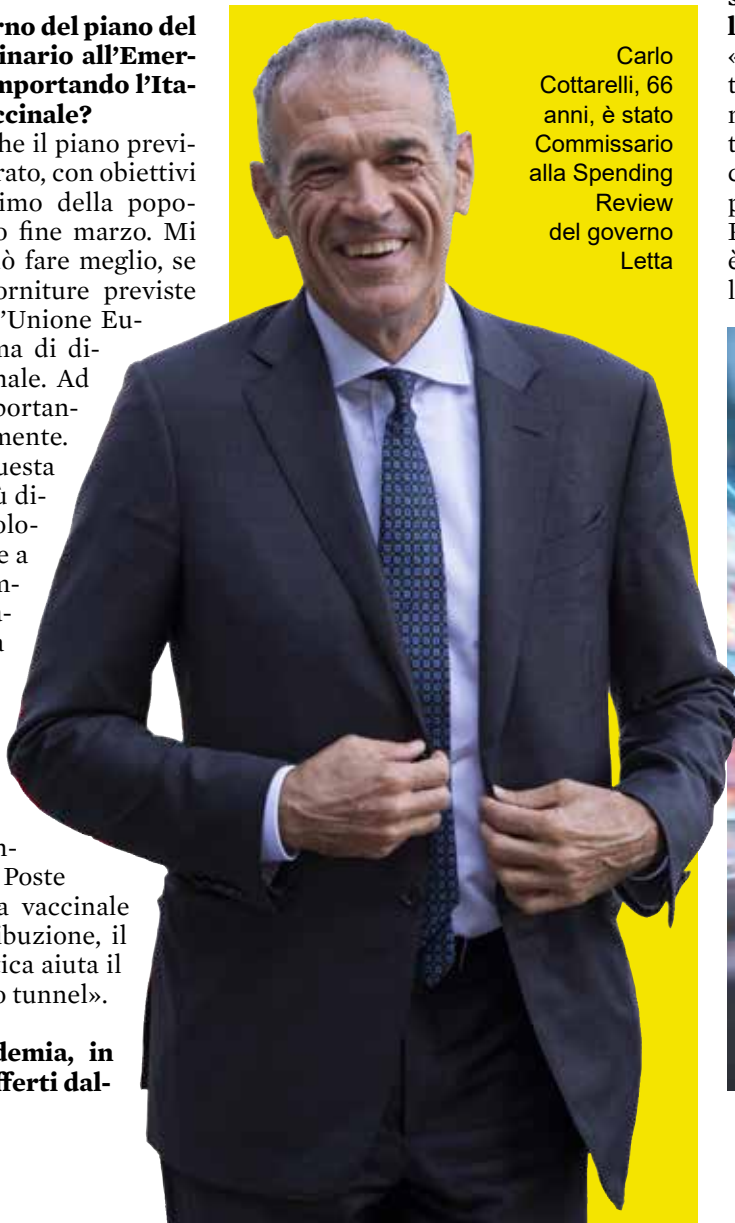 rno del piano del
inario all’Emer-
mportando l’Ita-
ccinale?
he il piano previ-
rato, con obiettivi
imo della popo-
o fine marzo. Mi
ò fare meglio, se
orniture previste
l’Unione Eu-
ma di di-
nale. Ad
portan-
mente.
uesta
ù di-
olo-
e a
m-
a-
a
n-
Poste
a vaccinale
ibuzione, il
ica aiuta il
o tunnel».
demia, in
fferti dal-
Carlo
Cottarelli, 66
anni, è stato
Commissario
alla Spending
Review
del governo
Letta
l
«
t
t
p
è
l